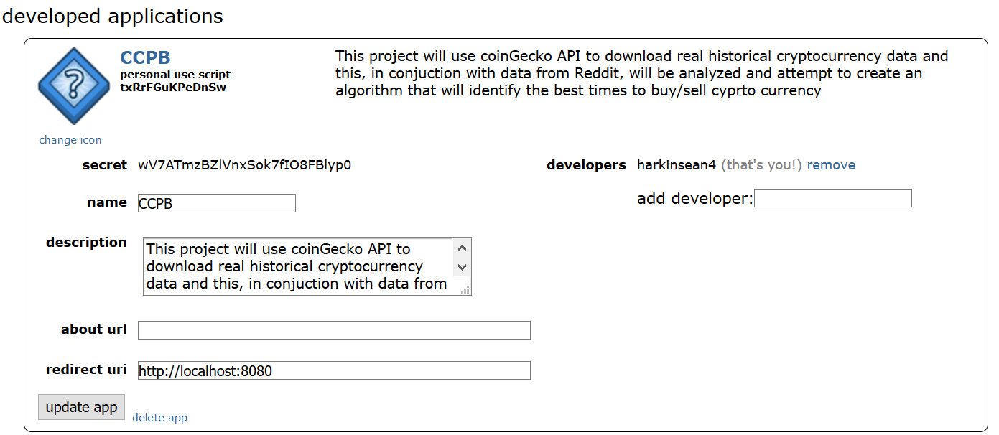 developed applications
CCPB
personal use script
txRrFGuKPeDnSw
This project will use coinGecko API to download real historical cryptocurrency data and
this, in conjuction with data from Reddit, will be analyzed and attempt to create an
algorithm that will identify the best times to buy/sell cyprto currency
change icon
secret wV7ATmzBZlVnxSok7fIO8FBlyp0
developers harkinsean4 (that's you!) remove
name CCPB
add developer:
description This project will use coinGecko API to
download real historical cryptocurrency
data and this, in conjuction with data from
about url
redirect uri http://localhost:8080
update app
delete app